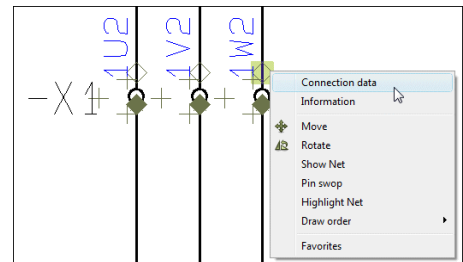 1U2
1V2
1W2
-X1
Connection data
Information
Move
Rotate
Show Net
Pin swop
Highlight Net
Draw order
Favorites